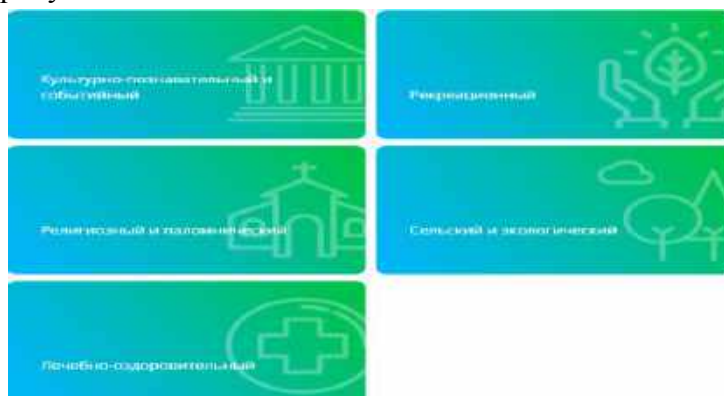 Культурно-познавательный и
событийный
Рекреационный
Религиозный и паломнический
Сельский и экологический
Лечебно-оздоровительный